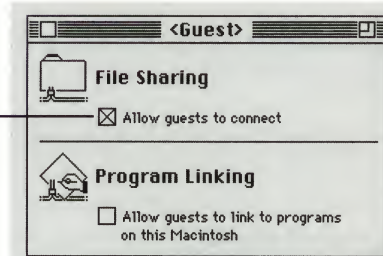 <Guest>
File Sharing
Allow guests to connect
Program Linking
Allow guests to link to programs
on this Macintosh